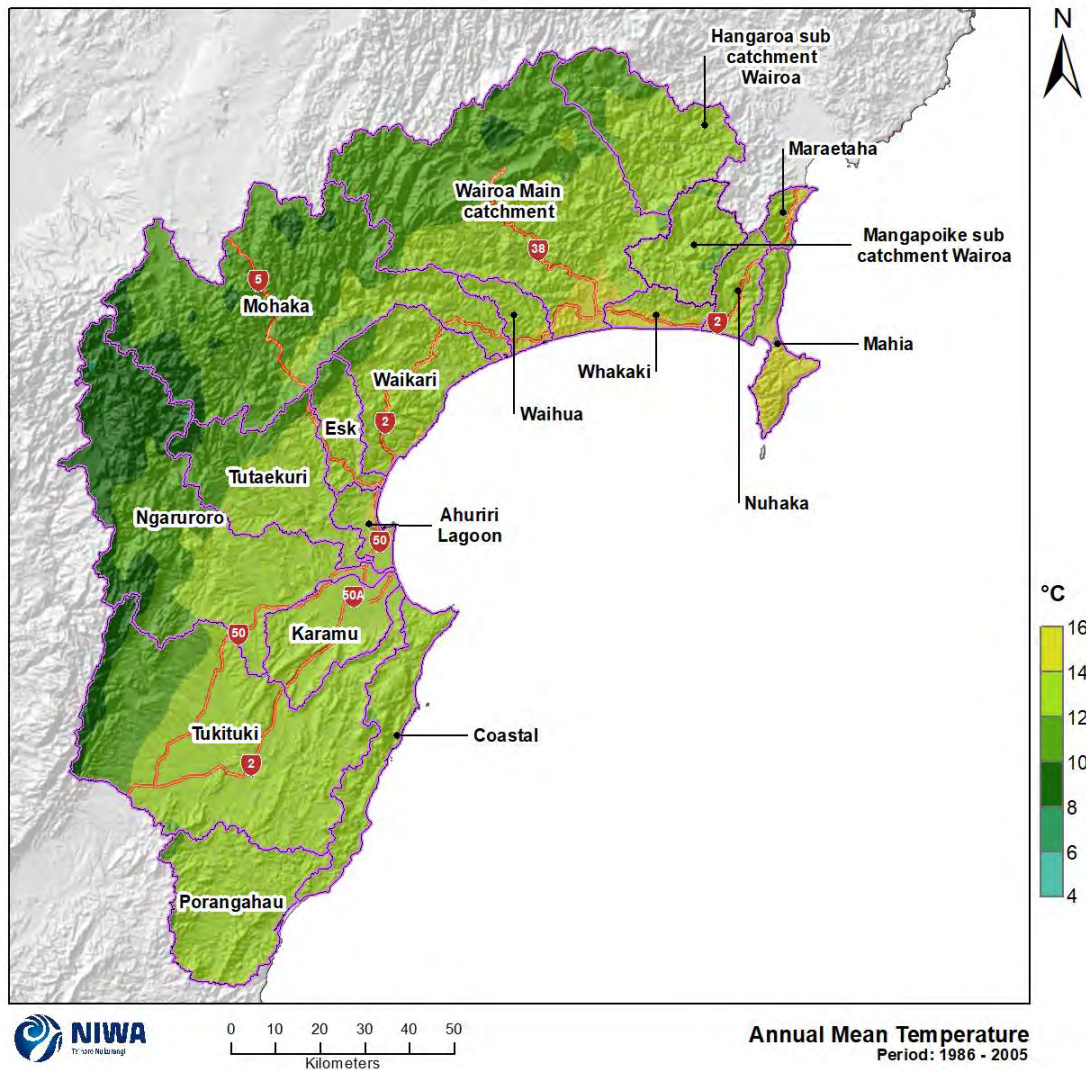 N
Hangaroa sub
catchment
Wairoa
Maraetaha
Wairoa Main
catchment
Mangapoike sub
catchment Wairoa
38
5
Mohaka
2
Mahia
Whakaki
Waikari
Waihua
Esk
2
Tutaekuri
Nuhaka
Ngaruroro
Ahuriri
Lagoon
50
50A
°C
50
Karamu
16
14
12
10
8
6
4
Tukituki
Coastal
2
Porangahau
NIWA
Taihoro Nukurangi
0 10 20 30 40 50
Kilometers
Annual Mean Temperature
Period: 1986 - 2005